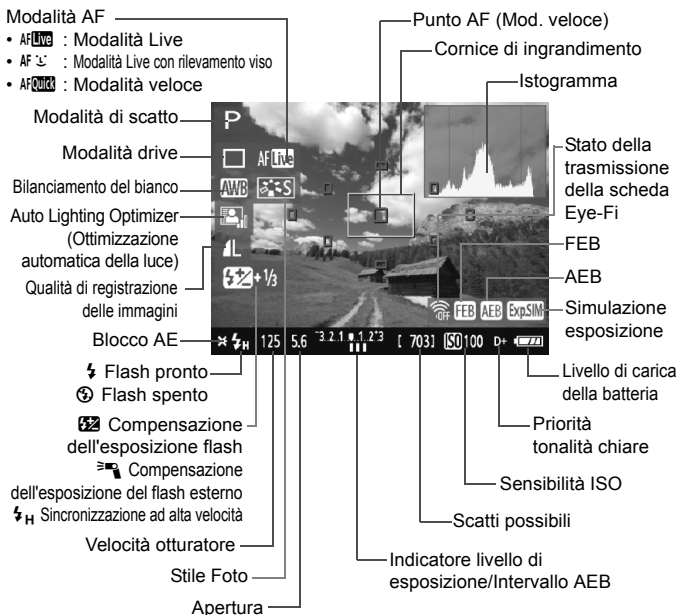 Modalità AF
• AF Live : Modalità Live
• AF : Modalità Live con rilevamento viso
• AF Quick : Modalità veloce
Modalità di scatto
Modalità drive
Bilanciamento del bianco
Auto Lighting Optimizer
(Ottimizzazione
automatica della luce)
Qualità di registrazione
delle immagini
Blocco AE
Flash pronto
Flash spento
Compensazione
dell'esposizione flash
Compensazione
dell'esposizione del flash esterno
H Sincronizzazione ad alta velocità
Velocità otturatore
Stile Foto
Apertura
Punto AF (Mod. veloce)
Cornice di ingrandimento
Istogramma
Stato della
trasmissione
della scheda
Eye-Fi
FEB
AEB
Simulazione
esposizione
Livello di carica
della batteria
Priorità
tonalità chiare
Sensibilità ISO
Scatti possibili
Indicatore livello di
esposizione/Intervallo AEB
P
AF Live
AWB
S
L
+1/3
OFF FEB AEB Exp.SIM
H 125 5.6 -3..2..1..0..1..2.+3 [ 703] ISO 100 D+